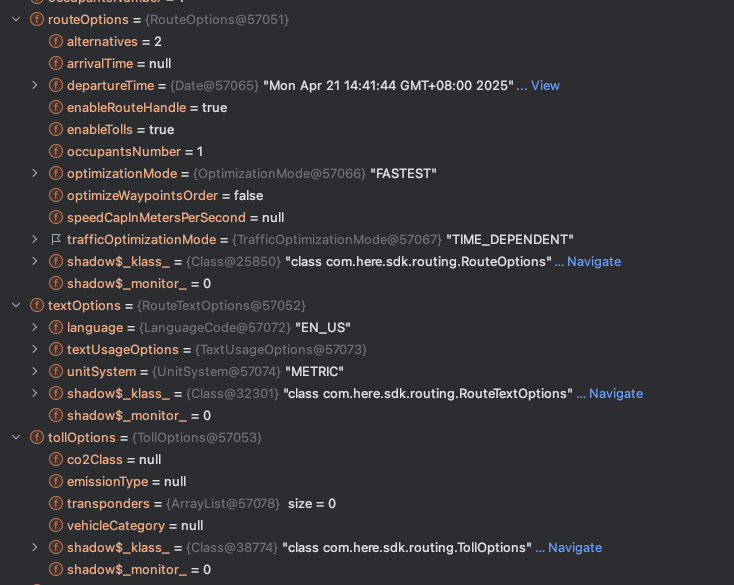 routeOptions = {RouteOptions@57051}
alternatives = 2
arrivalTime = null
departureTime = {Date@57065} "Mon Apr 21 14:41:44 GMT+08:00 2025" ... View
enableRouteHandle = true
enableTolls = true
occupantsNumber = 1
optimizationMode = {OptimizationMode@57066} "FASTEST"
optimizeWaypointsOrder = false
speedCapInMetersPerSecond = null
trafficOptimizationMode = {TrafficOptimizationMode@57067} "TIME_DEPENDENT"
shadow$_klass_ = {Class@25850} "class com.here.sdk.routing.RouteOptions" ... Navigate
shadow$_monitor_ = 0
textOptions = {RouteTextOptions@57052}
language = {LanguageCode@57072} "EN_US"
textUsageOptions = {TextUsageOptions@57073}
unitSystem = {UnitSystem@57074} "METRIC"
shadow$_klass_ = {Class@32301} "class com.here.sdk.routing.RouteTextOptions" ... Navigate
shadow$_monitor_ = 0
tollOptions = {TollOptions@57053}
co2Class = null
emissionType = null
transponders = {ArrayList@57078} size = 0
vehicleCategory = null
shadow$_klass_ = {Class@38774} "class com.here.sdk.routing.TollOptions" ... Navigate
shadow$_monitor_ = 0